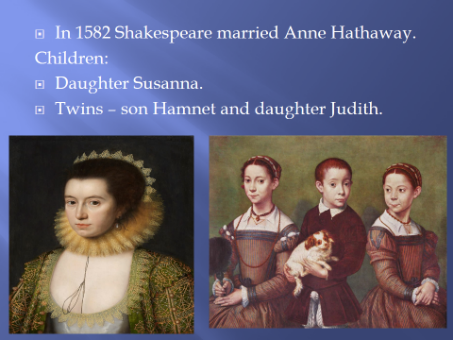 In 1582 Shakespeare married Anne Hathaway.
Children:
Daughter Susanna.
Twins – son Hamnet and daughter Judith.